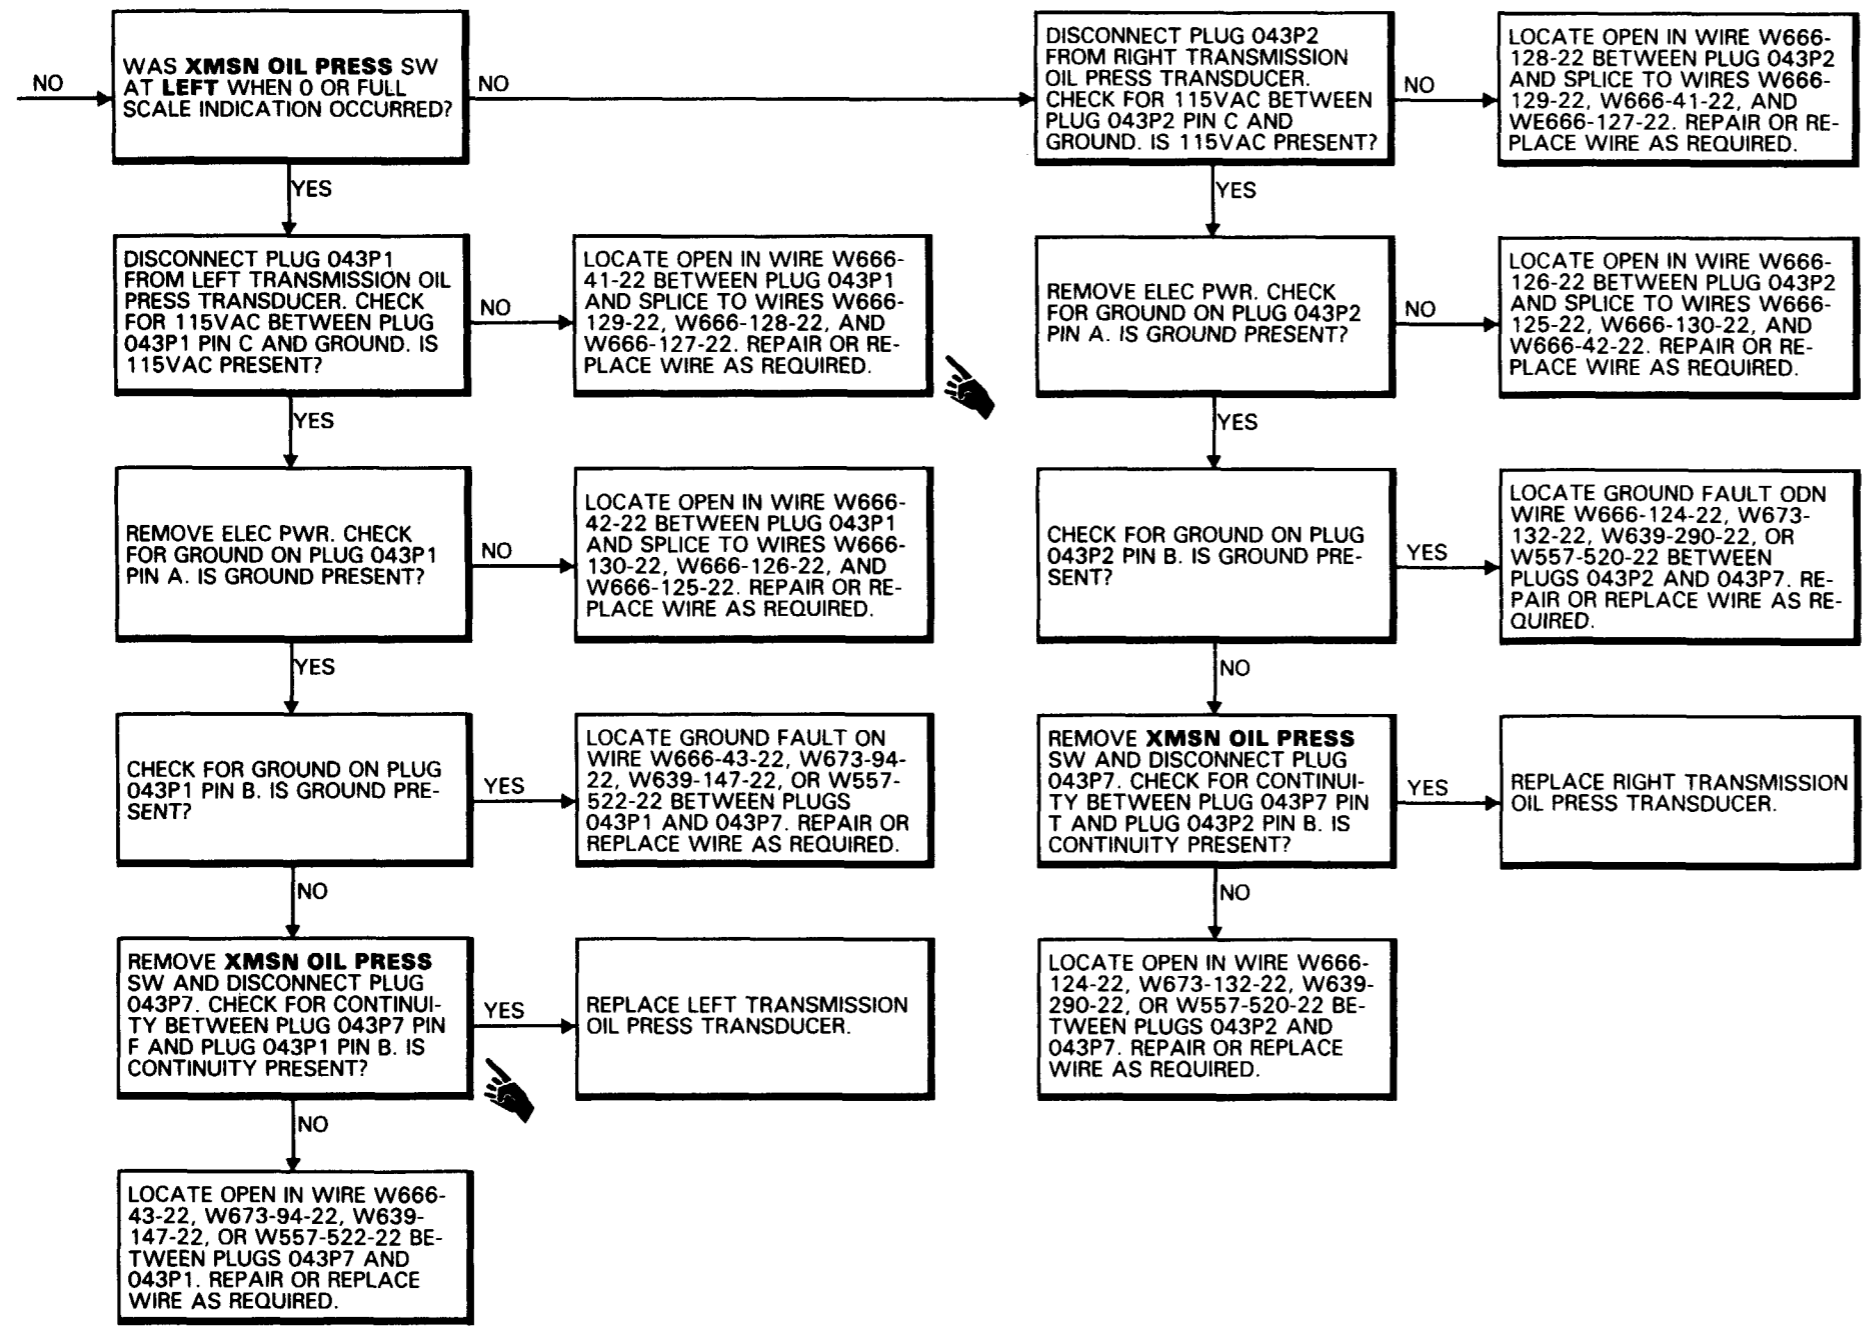 NO
WAS XMSN OIL PRESS SW
AT LEFT WHEN 0 OR FULL
SCALE INDICATION OCCURRED?
NO
YES
DISCONNECT PLUG 043P1
FROM LEFT TRANSMISSION OIL
PRESS TRANSDUCER. CHECK
FOR 115VAC BETWEEN PLUG
043P1 PIN C AND GROUND. IS
115VAC PRESENT?
NO
LOCATE OPEN IN WIRE W666-
41-22 BETWEEN PLUG 043P1
AND SPLICE TO WIRES W666-
129-22, W666-128-22, AND
W666-127-22. REPAIR OR RE-
PLACE WIRE AS REQUIRED.
YES
REMOVE ELEC PWR. CHECK
FOR GROUND ON PLUG 043P1
PIN A. IS GROUND PRESENT?
NO
LOCATE OPEN IN WIRE W666-
42-22 BETWEEN PLUG 043P1
AND SPLICE TO WIRES W666-
130-22, W666-126-22, AND
W666-125-22. REPAIR OR RE-
PLACE WIRE AS REQUIRED.
YES
CHECK FOR GROUND ON PLUG
043P1 PIN B. IS GROUND PRE-
SENT?
YES
LOCATE GROUND FAULT ON
WIRE W666-43-22, W673-94-
22, W639-147-22, OR W557-
522-22 BETWEEN PLUGS
043P1 AND 043P7. REPAIR OR
REPLACE WIRE AS REQUIRED.
NO
REMOVE XMSN OIL PRESS
SW AND DISCONNECT PLUG
043P7. CHECK FOR CONTINUI-
TY BETWEEN PLUG 043P7 PIN
F AND PLUG 043P1 PIN B. IS
CONTINUITY PRESENT?
YES
REPLACE LEFT TRANSMISSION
OIL PRESS TRANSDUCER.
NO
LOCATE OPEN IN WIRE W666-
43-22, W673-94-22, W639-
147-22, OR W557-522-22 BE-
TWEEN PLUGS 043P7 AND
043P1. REPAIR OR REPLACE
WIRE AS REQUIRED.
DISCONNECT PLUG 043P2
FROM RIGHT TRANSMISSION
OIL PRESS TRANSDUCER.
CHECK FOR 115VAC BETWEEN
PLUG 043P2 PIN C AND
GROUND. IS 115VAC PRESENT?
NO
LOCATE OPEN IN WIRE W666-
128-22 BETWEEN PLUG 043P2
AND SPLICE TO WIRES W666-
129-22, W666-41-22, AND
WE666-127-22. REPAIR OR RE-
PLACE WIRE AS REQUIRED.
YES
REMOVE ELEC PWR. CHECK
FOR GROUND ON PLUG 043P2
PIN A. IS GROUND PRESENT?
NO
LOCATE OPEN IN WIRE W666-
126-22 BETWEEN PLUG 043P2
AND SPLICE TO WIRES W666-
125-22, W666-130-22, AND
W666-42-22. REPAIR OR RE-
PLACE WIRE AS REQUIRED.
YES
CHECK FOR GROUND ON PLUG
043P2 PIN B. IS GROUND PRE-
SENT?
YES
LOCATE GROUND FAULT ODN
WIRE W666-124-22, W673-
132-22, W639-290-22, OR
W557-520-22 BETWEEN
PLUGS 043P2 AND 043P7. RE-
PAIR OR REPLACE WIRE AS RE-
QUIRED.
NO
REMOVE XMSN OIL PRESS
SW AND DISCONNECT PLUG
043P7. CHECK FOR CONTINUI-
TY BETWEEN PLUG 043P7 PIN
T AND PLUG 043P2 PIN B. IS
CONTINUITY PRESENT?
YES
REPLACE RIGHT TRANSMISSION
OIL PRESS TRANSDUCER.
NO
LOCATE OPEN IN WIRE W666-
124-22, W673-132-22, W639-
290-22, OR W557-520-22 BE-
TWEEN PLUGS 043P2 AND
043P7. REPAIR OR REPLACE
WIRE AS REQUIRED.